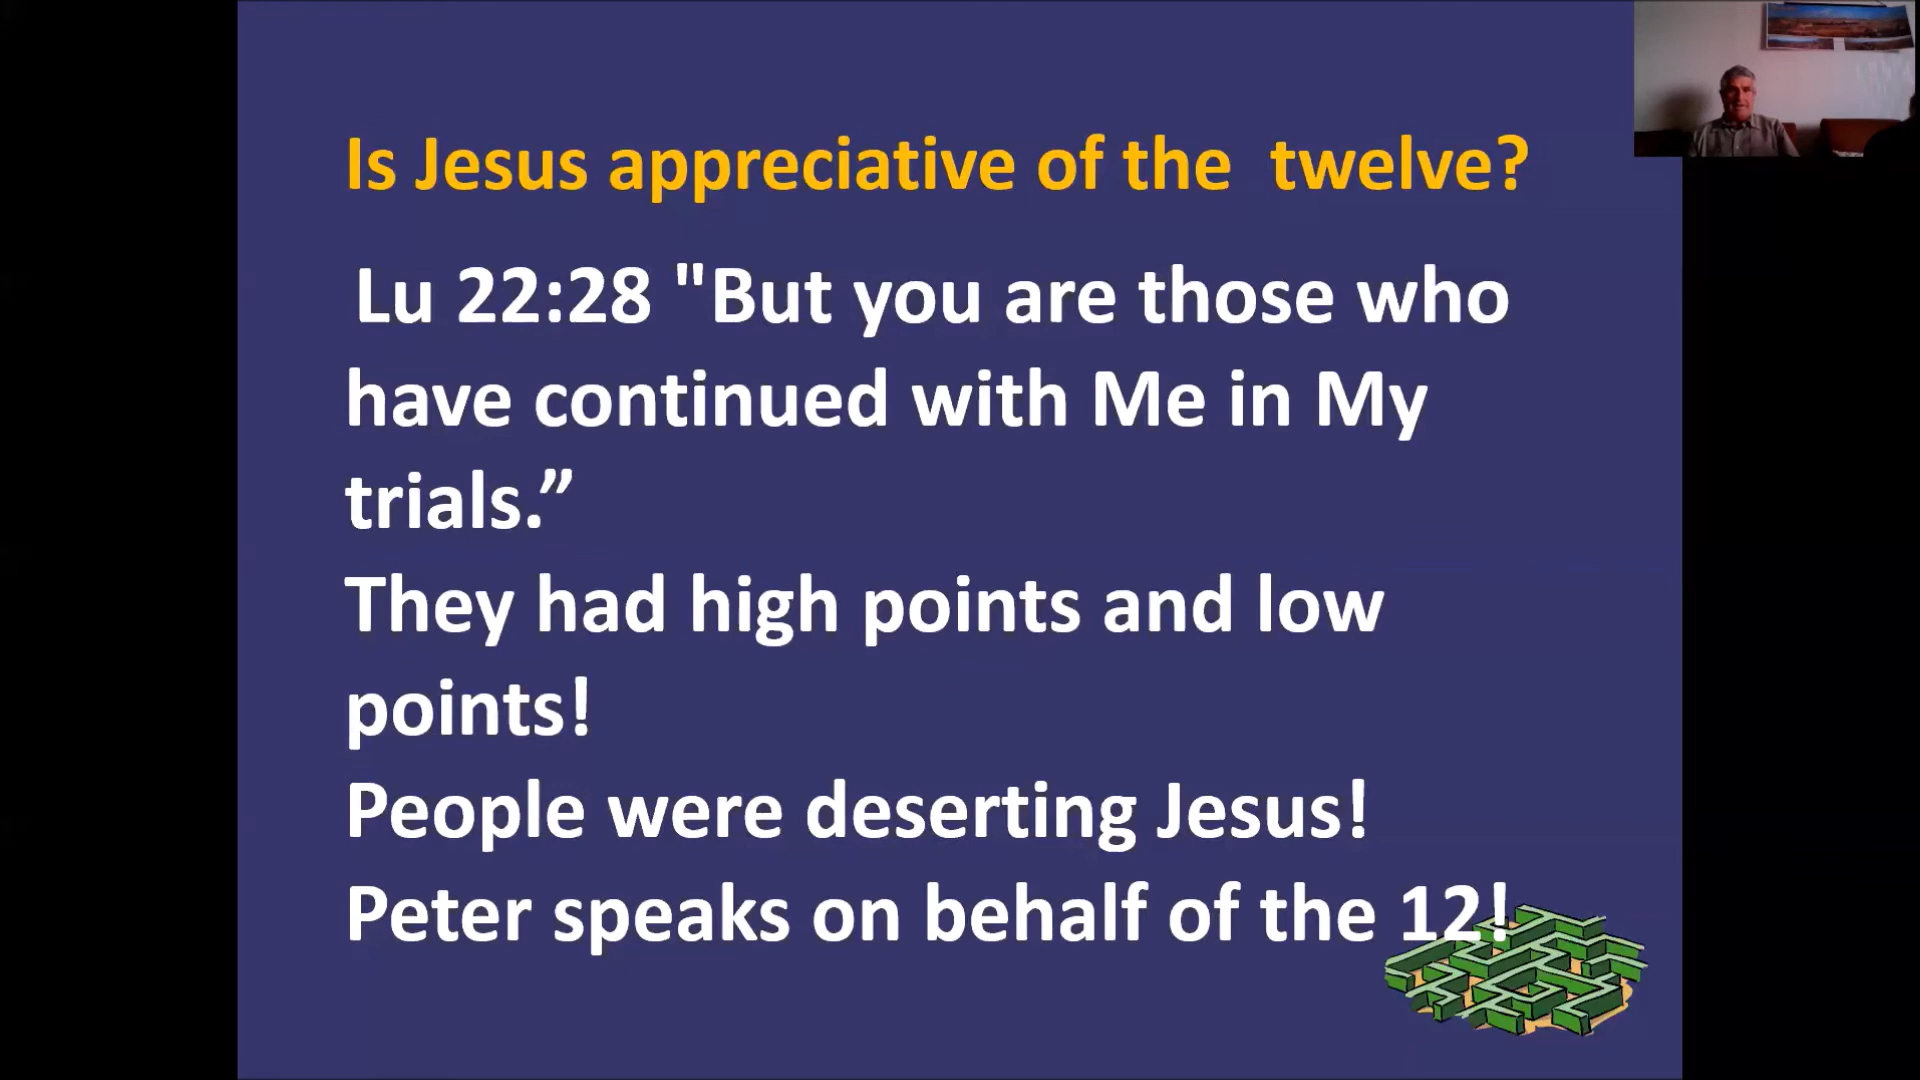 Is Jesus appreciative of the  twelve?
Lu 22:28 "But you are those who
have continued with Me in My
trials.”
They had high points and low
points!
People were deserting Jesus!
Peter speaks on behalf of the 12!